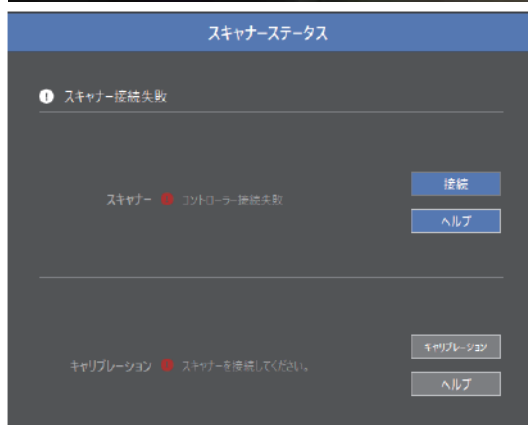 スキャナーステータス
スキャナー接続失敗
スキャナー コントローラー接続失敗
接続
ヘルプ
キャリブレーション スキャナーを接続してください。
キャリブレーション
ヘルプ